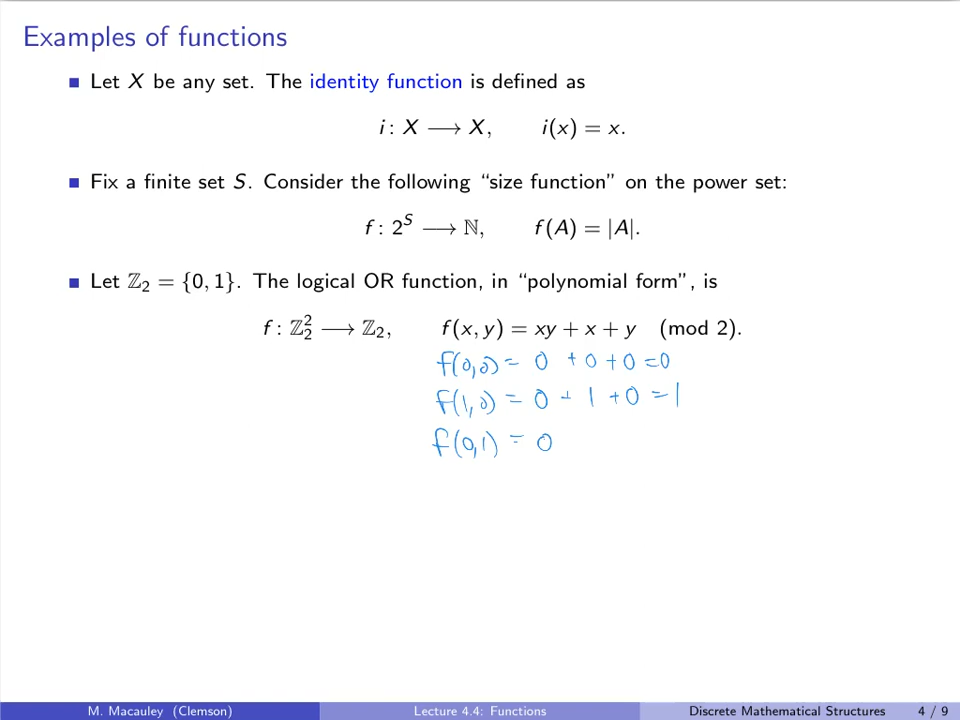 Examples of functions
Let X be any set. The identity function is defined as
i : X ⟶ X, i(x) = x.
Fix a finite set S. Consider the following “size function” on the power set:
f : 2^S ⟶ ℕ, f(A) = |A|.
Let ℤ₂ = {0, 1}. The logical OR function, in “polynomial form”, is
f : ℤ₂² ⟶ ℤ₂, f(x, y) = xy + x + y (mod 2).
f(0,0) = 0 + 0 + 0 = 0
f(1,0) = 0 + 1 + 0 = 1
f(0,1) = 0
M. Macauley (Clemson) Lecture 4.4: Functions Discrete Mathematical Structures 4 / 9